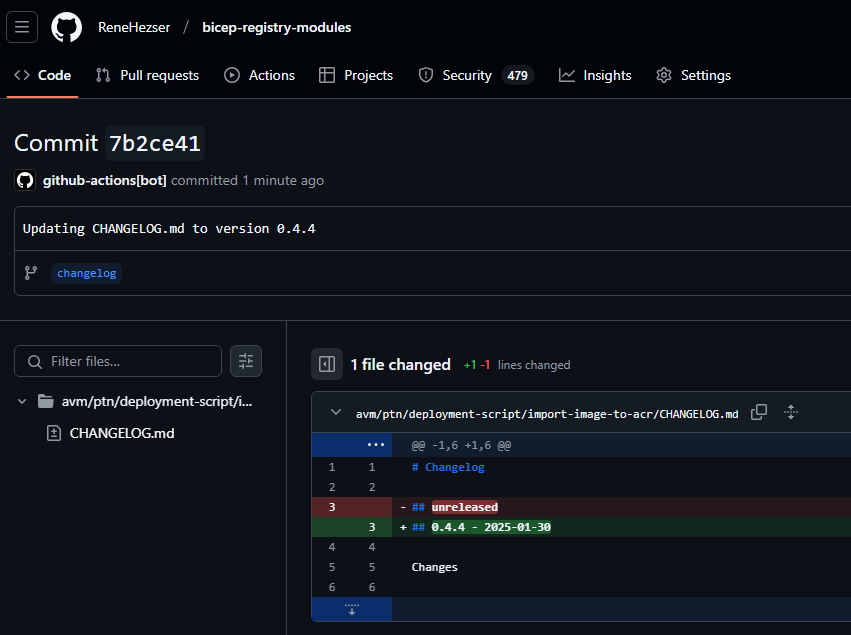 ReneHezser / bicep-registry-modules
Code Pull requests Actions Projects Security 479 Insights Settings
Commit 7b2ce41
github-actions[bot] committed 1 minute ago
Updating CHANGELOG.md to version 0.4.4
changelog
Filter files...
avm/ptn/deployment-script/i...
CHANGELOG.md
1 file changed +1 -1 lines changed
avm/ptn/deployment-script/import-image-to-acr/CHANGELOG.md
@@ -1,6 +1,6 @@
1 1 # Changelog
2 2
3 - ## unreleased
3 + ## 0.4.4 - 2025-01-30
4 4
5 5 Changes
6 6